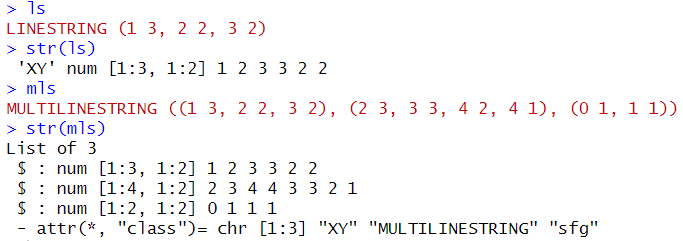 > ls
LINESTRING (1 3, 2 2, 3 2)
> str(ls)
 'XY' num [1:3, 1:2] 1 2 3 3 2 2
> mls
MULTILINESTRING ((1 3, 2 2, 3 2), (2 3, 3 3, 4 2, 4 1), (0 1, 1 1))
> str(mls)
List of 3
 $ : num [1:3, 1:2] 1 2 3 3 2 2
 $ : num [1:4, 1:2] 2 3 4 4 3 3 2 1
 $ : num [1:2, 1:2] 0 1 1 1
 - attr(*, "class")= chr [1:3] "XY" "MULTILINESTRING" "sfg"